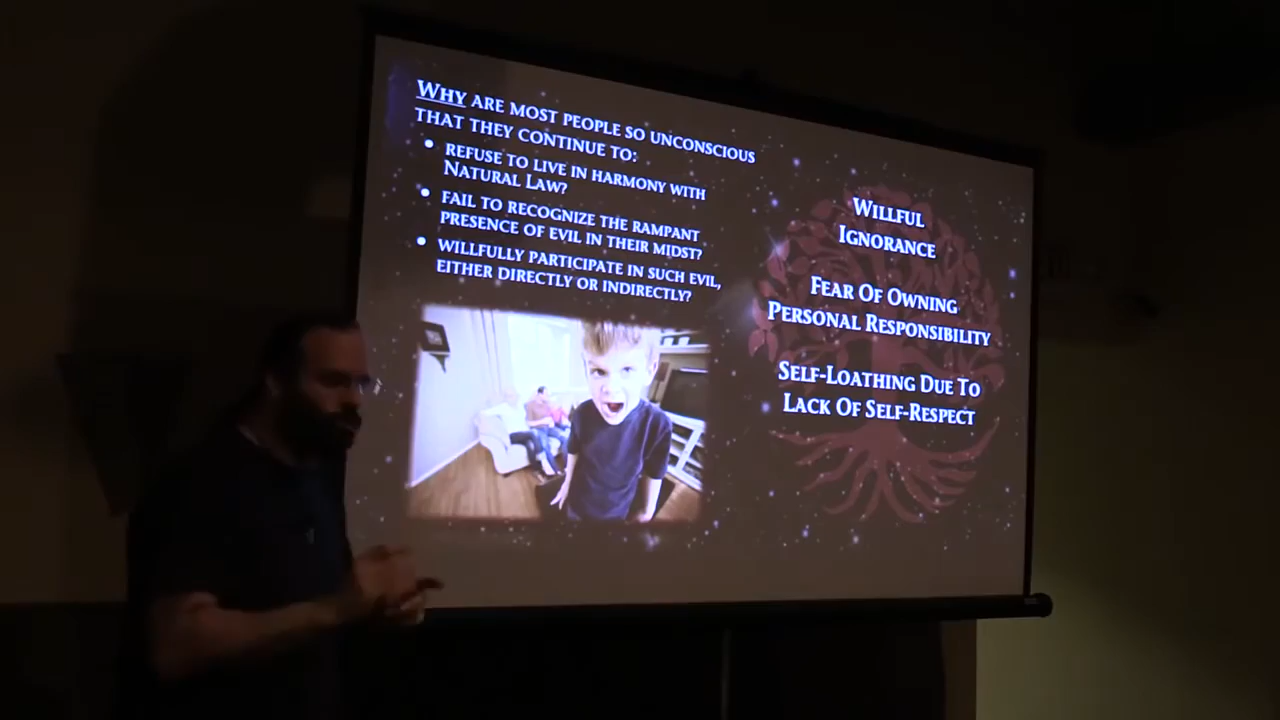 WHY ARE MOST PEOPLE SO UNCONSCIOUS
THAT THEY CONTINUE TO:
• REFUSE TO LIVE IN HARMONY WITH
NATURAL LAW?
• FAIL TO RECOGNIZE THE RAMPANT
PRESENCE OF EVIL IN THEIR MIDST?
• WILLFULLY PARTICIPATE IN SUCH EVIL,
EITHER DIRECTLY OR INDIRECTLY?
WILLFUL
IGNORANCE
FEAR OF OWNING
PERSONAL RESPONSIBILITY
SELF-LOATHING DUE TO
LACK OF SELF-RESPECT